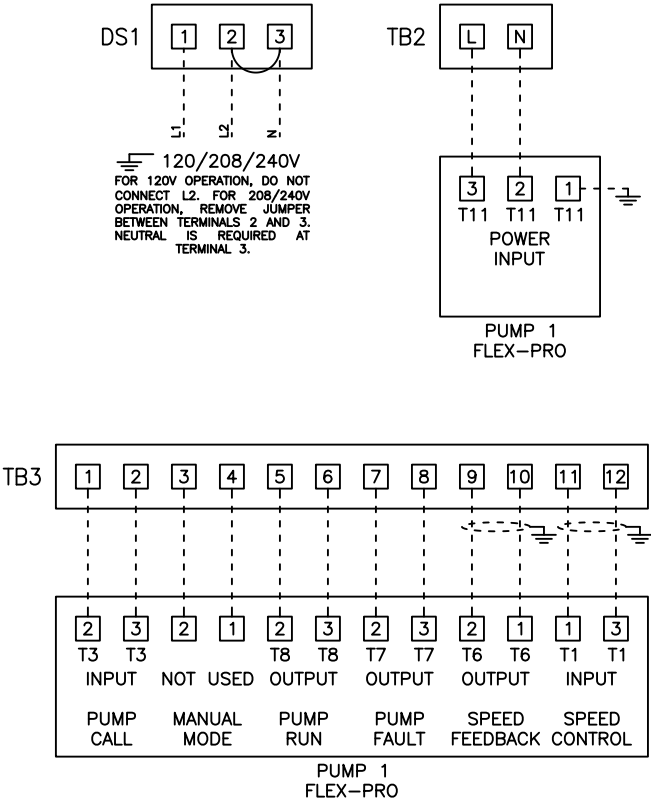 DS1 1 2 3
L1 L2 N
120/208/240V
FOR 120V OPERATION, DO NOT
CONNECT L2. FOR 208/240V
OPERATION, REMOVE JUMPER
BETWEEN TERMINALS 2 AND 3.
NEUTRAL IS REQUIRED AT
TERMINAL 3.
TB2 L N
3 2 1
T11 T11 T11
POWER
INPUT
PUMP 1
FLEX-PRO
TB3 1 2 3 4 5 6 7 8 9 10 11 12
2 3 2 1 2 3 2 3 2 1 1 3
T3 T3 T8 T8 T7 T7 T6 T6 T1 T1
INPUT NOT USED OUTPUT OUTPUT OUTPUT INPUT
PUMP MANUAL PUMP PUMP SPEED SPEED
CALL MODE RUN FAULT FEEDBACK CONTROL
PUMP 1
FLEX-PRO